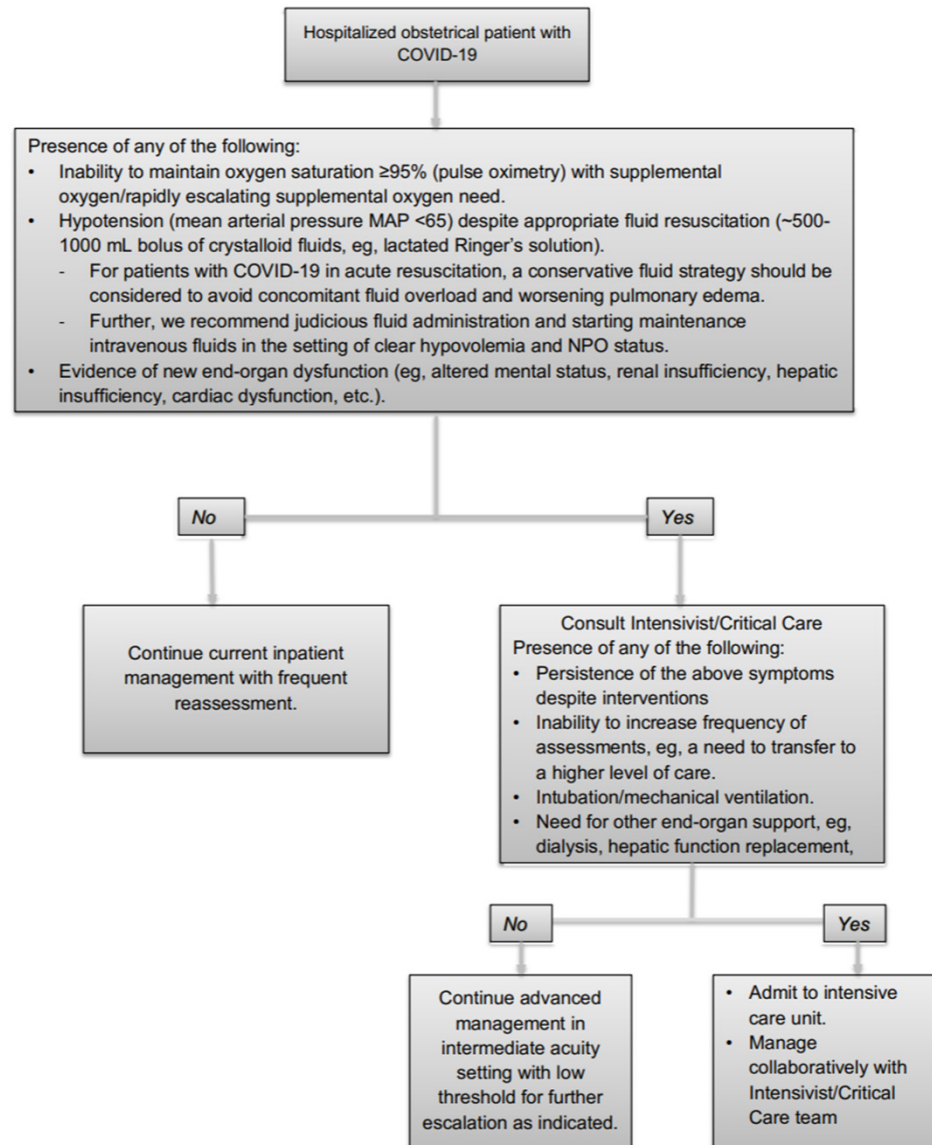 Hospitalized obstetrical patient with
COVID-19
Presence of any of the following:
• Inability to maintain oxygen saturation ≥95% (pulse oximetry) with supplemental
oxygen/rapidly escalating supplemental oxygen need.
• Hypotension (mean arterial pressure MAP <65) despite appropriate fluid resuscitation (~500-
1000 mL bolus of crystalloid fluids, eg, lactated Ringer's solution).
- For patients with COVID-19 in acute resuscitation, a conservative fluid strategy should be
considered to avoid concomitant fluid overload and worsening pulmonary edema.
- Further, we recommend judicious fluid administration and starting maintenance
intravenous fluids in the setting of clear hypovolemia and NPO status.
• Evidence of new end-organ dysfunction (eg, altered mental status, renal insufficiency, hepatic
insufficiency, cardiac dysfunction, etc.).
No
Yes
Continue current inpatient
management with frequent
reassessment.
Consult Intensivist/Critical Care
Presence of any of the following:
• Persistence of the above symptoms
despite interventions
• Inability to increase frequency of
assessments, eg, a need to transfer to
a higher level of care.
• Intubation/mechanical ventilation.
• Need for other end-organ support, eg,
dialysis, hepatic function replacement,
No
Yes
Continue advanced
management in
intermediate acuity
setting with low
threshold for further
escalation as indicated.
• Admit to intensive
care unit.
• Manage
collaboratively with
Intensivist/Critical
Care team